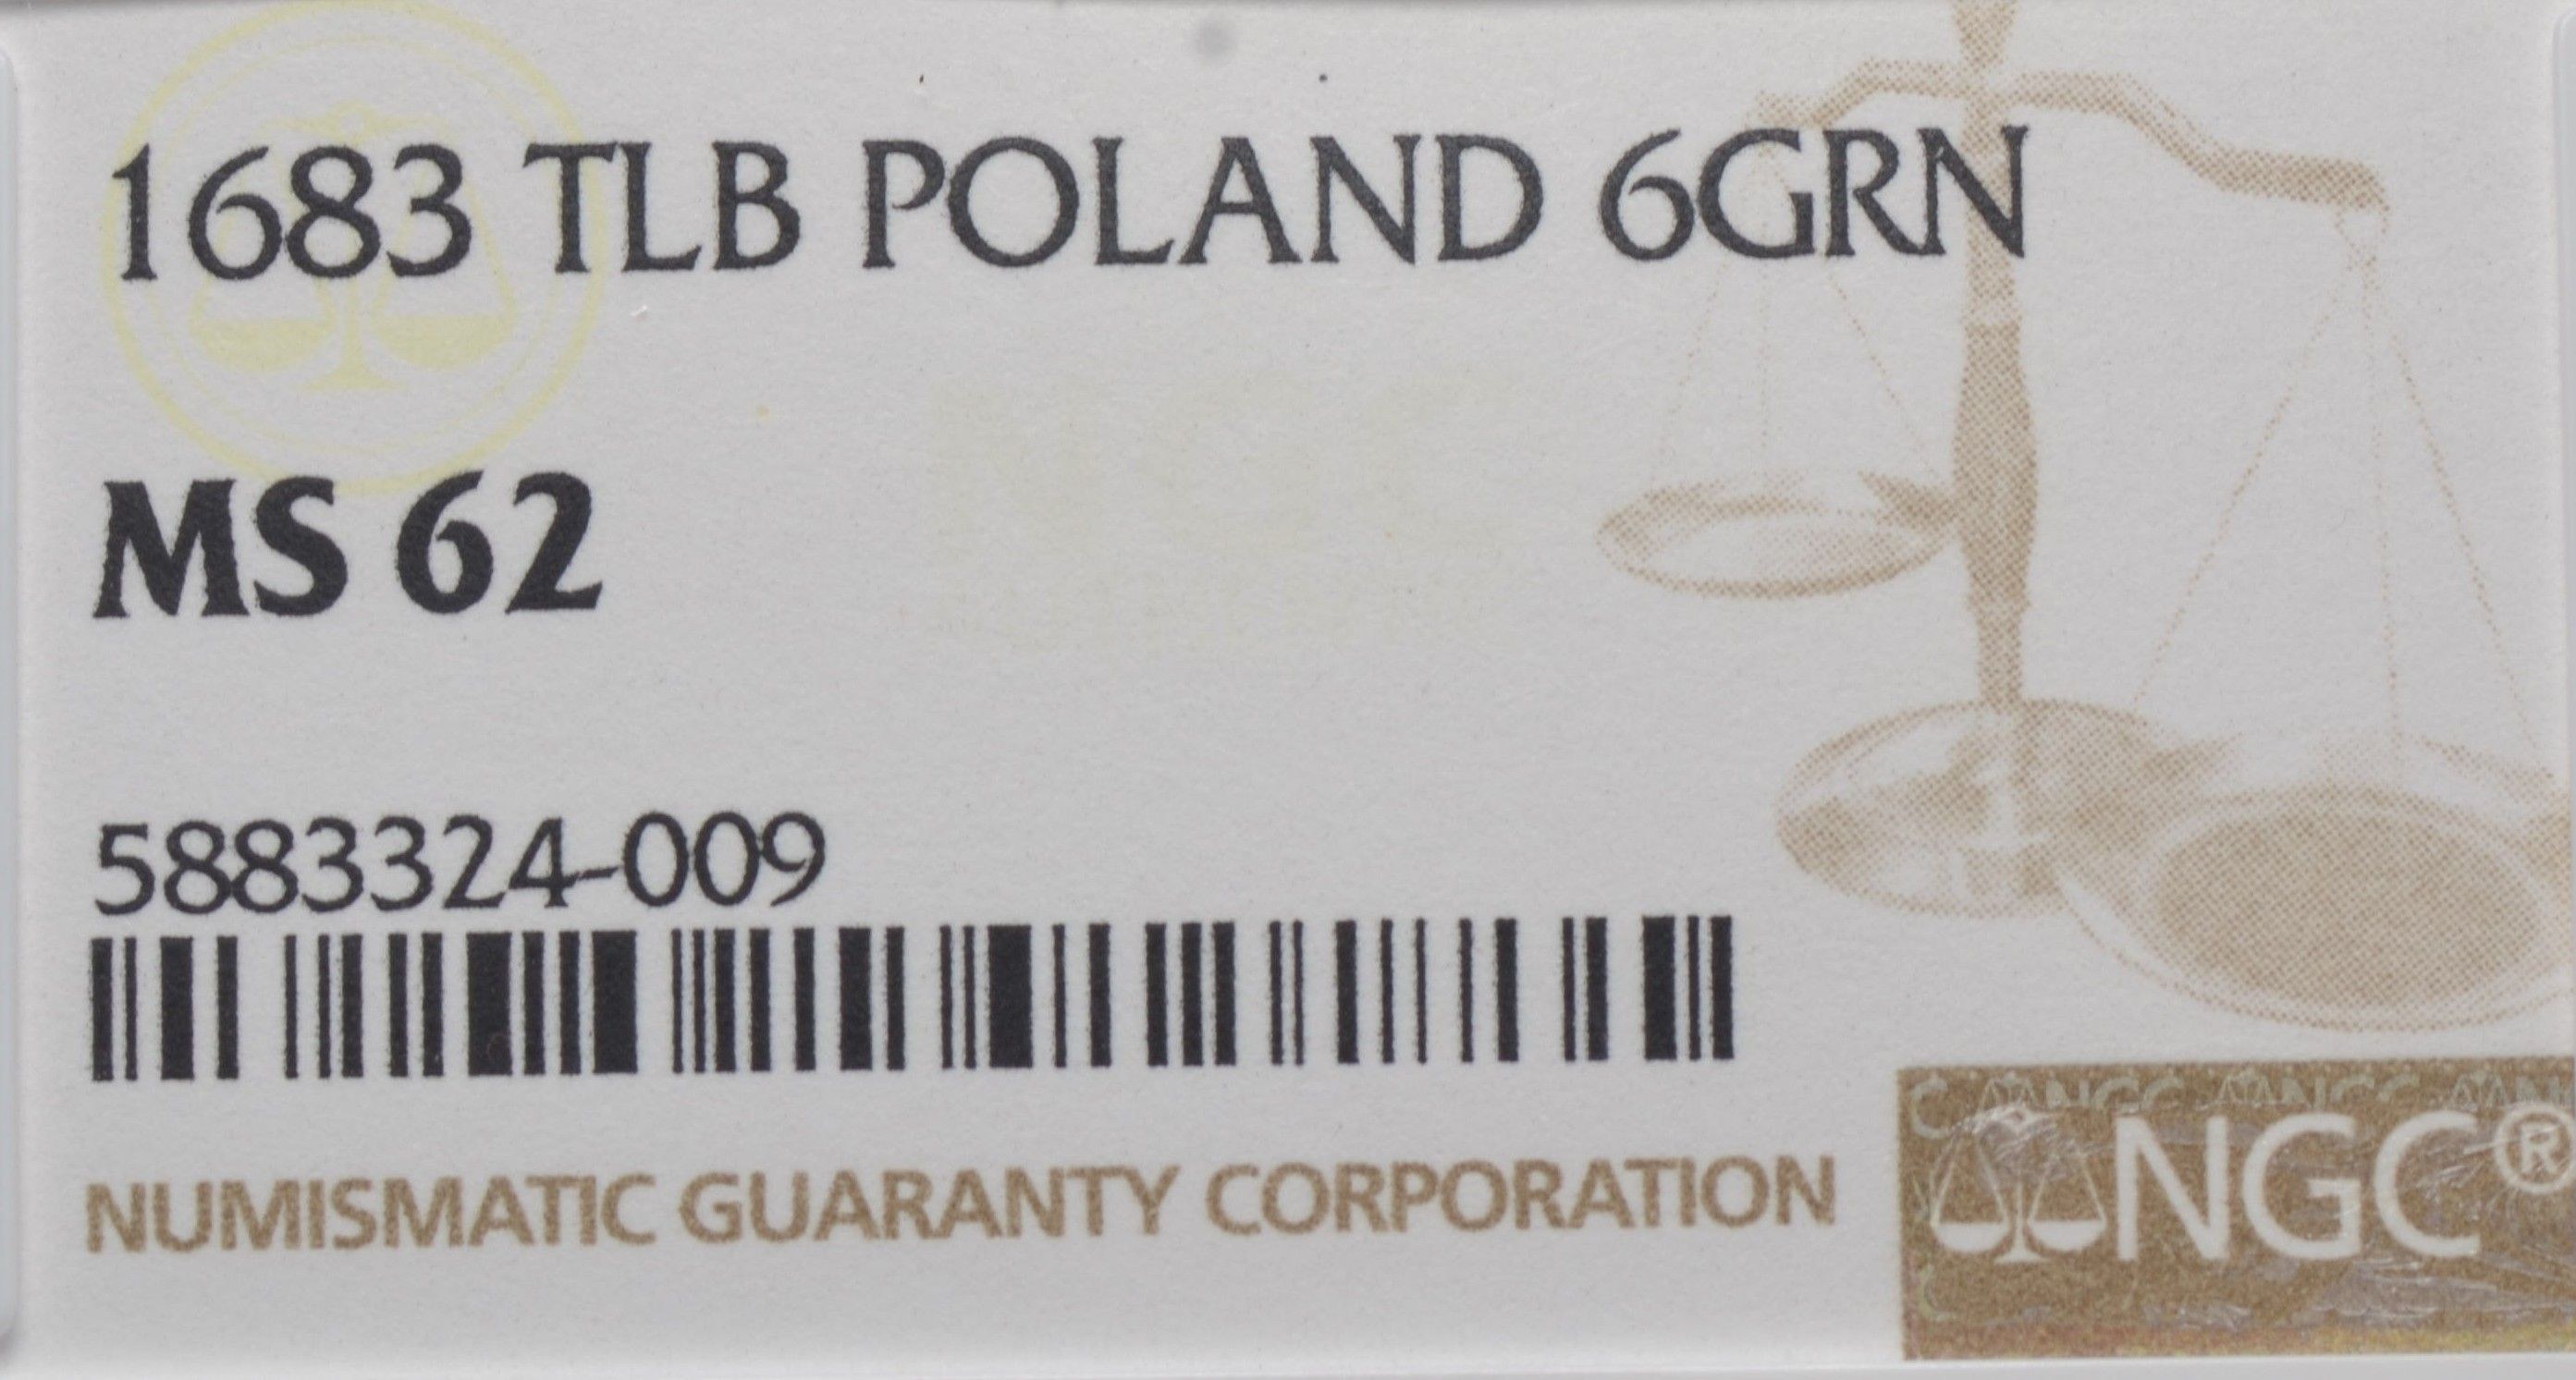 1683 TLB POLAND 6GRN
MS 62
5883324-009
NUMISMATIC GUARANTY CORPORATION
NGC®